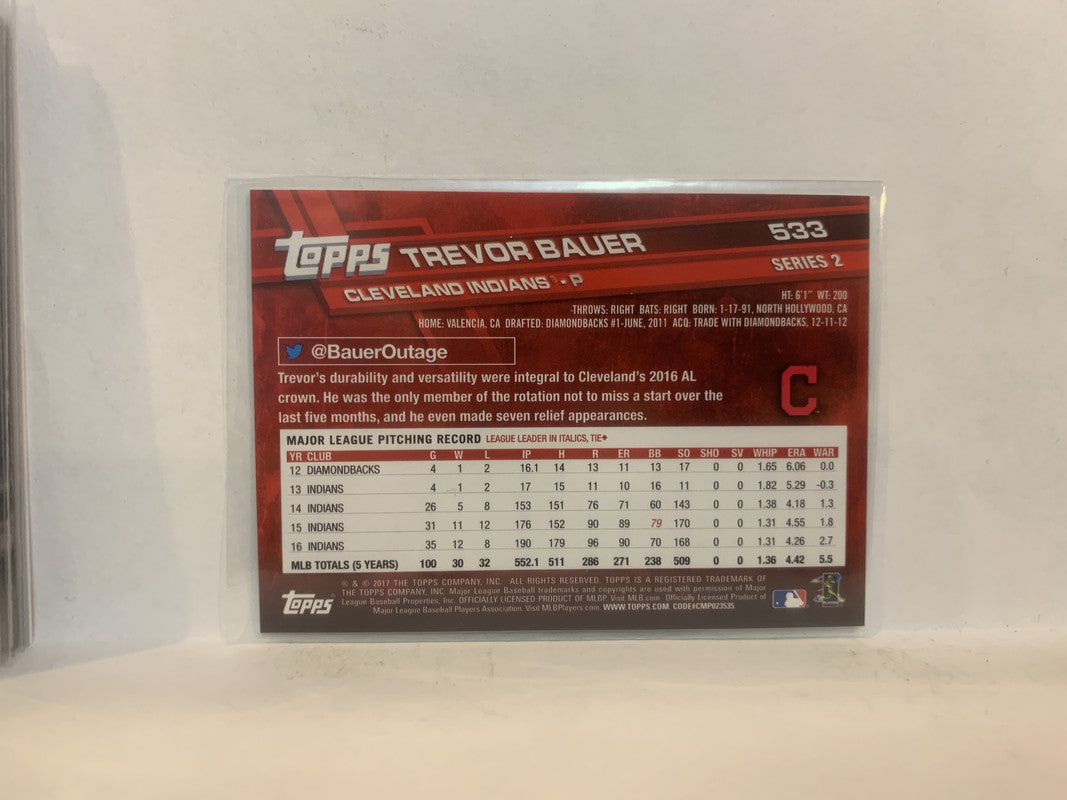 TOPPS TREVOR BAUER 533
CLEVELAND INDIANS - P SERIES 2
HT: 6'1" WT: 200
THROWS: RIGHT BATS: RIGHT BORN: 1-17-91, NORTH HOLLYWOOD, CA
HOME: VALENCIA, CA DRAFTED: DIAMONDBACKS #1-JUNE, 2011 ACQ: TRADE WITH DIAMONDBACKS, 12-11-12
@BauerOutage
Trevor's durability and versatility were integral to Cleveland's 2016 AL
crown. He was the only member of the rotation not to miss a start over the
last five months, and he even made seven relief appearances.
C
MAJOR LEAGUE PITCHING RECORD LEAGUE LEADER IN ITALICS, TIE♦
YR CLUB G W L IP H R ER BB SO SHO SV WHIP ERA WAR
12 DIAMONDBACKS 4 1 2 16.1 14 13 11 13 17 0 0 1.65 6.06 0.0
13 INDIANS 4 1 2 17 15 11 10 16 11 0 0 1.82 5.29 -0.3
14 INDIANS 26 5 8 153 151 76 71 60 143 0 0 1.38 4.18 1.3
15 INDIANS 31 11 12 176 152 90 89 79 170 0 0 1.31 4.55 1.8
16 INDIANS 35 12 8 190 179 96 90 70 168 0 0 1.31 4.26 2.7
MLB TOTALS (5 YEARS) 100 30 32 552.1 511 286 271 238 509 0 0 1.36 4.42 5.5
TOPPS
® & © 2017 THE TOPPS COMPANY, INC. ALL RIGHTS RESERVED. TOPPS IS A REGISTERED TRADEMARK OF
THE TOPPS COMPANY, INC. Major League Baseball trademarks and copyrights are used with permission of Major
League Baseball Properties, Inc. OFFICIALLY LICENSED PRODUCT OF MLBP Visit MLB.com Officially Licensed Product of
Major League Baseball Players Association. Visit MLBPlayers.com WWW.TOPPS.COM CODE#CMP023535